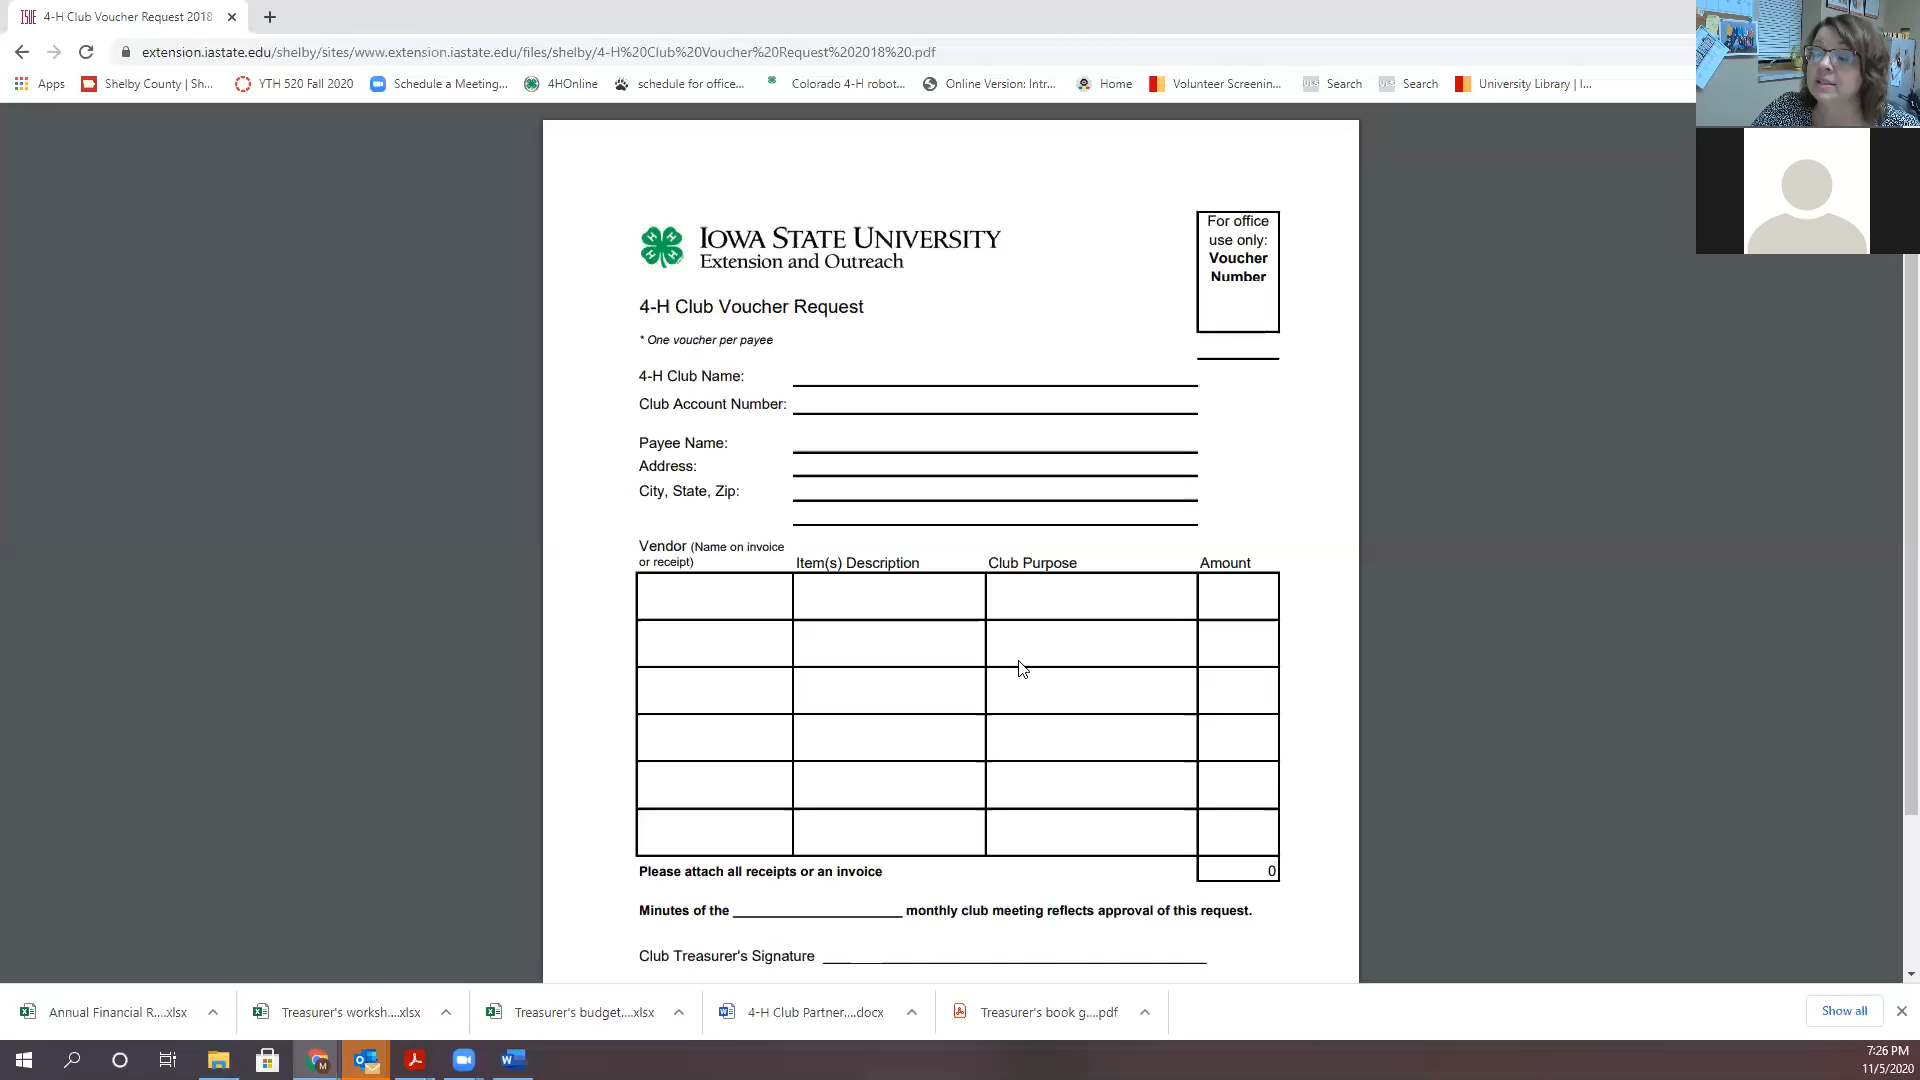 4-H Club Voucher Request 2018
extension.iastate.edu/shelby/sites/www.extension.iastate.edu/files/shelby/4-H%20Club%20Voucher%20Request%202018%20.pdf
Apps
Shelby County | Sh...
YTH 520 Fall 2020
Schedule a Meeting...
4HOnline
schedule for office...
Colorado 4-H robot...
Online Version: Intr...
Home
Volunteer Screenin...
Search
Search
University Library | I...
IOWA STATE UNIVERSITY
Extension and Outreach
For office
use only:
Voucher
Number
4-H Club Voucher Request
* One voucher per payee
4-H Club Name:
Club Account Number:
Payee Name:
Address:
City, State, Zip:
Vendor (Name on invoice
or receipt)
Item(s) Description
Club Purpose
Amount
Please attach all receipts or an invoice
0
Minutes of the ______________________ monthly club meeting reflects approval of this request.
Club Treasurer's Signature
Annual Financial R....xlsx
Treasurer's worksh....xlsx
Treasurer's budget....xlsx
4-H Club Partner....docx
Treasurer's book g....pdf
Show all
7:26 PM
11/5/2020